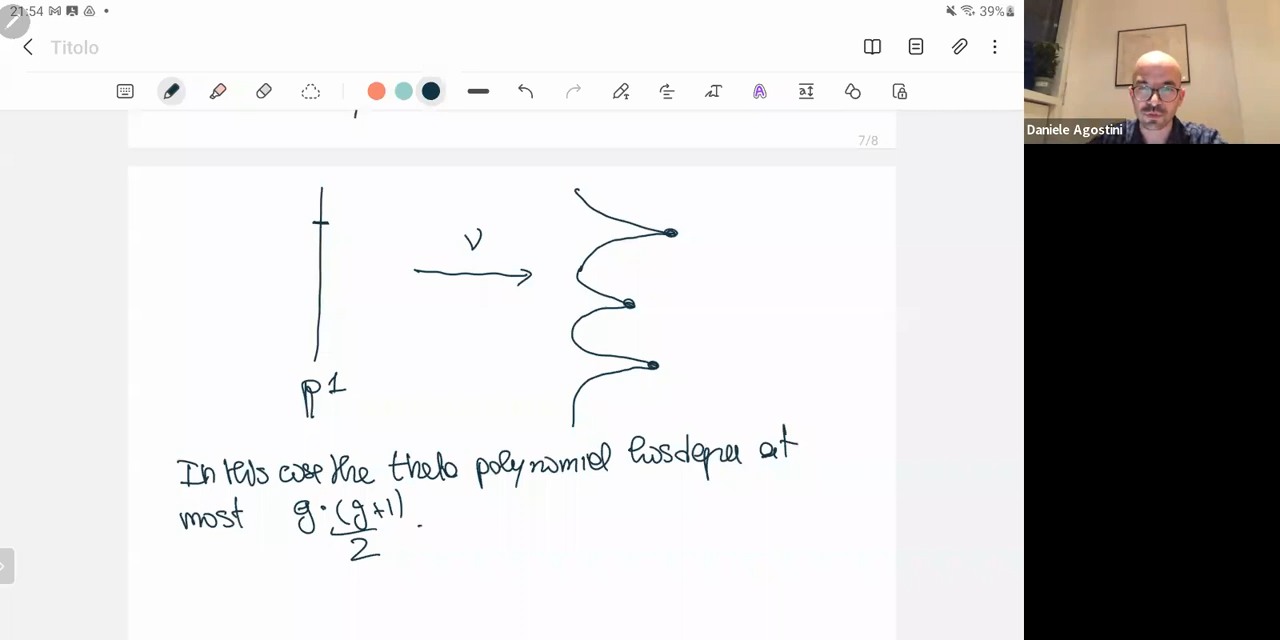 21:54
39%
Titolo
Daniele Agostini
7/8
ν
P1
In this case the theta polynomial has degree at
most g·(g+1)/2.